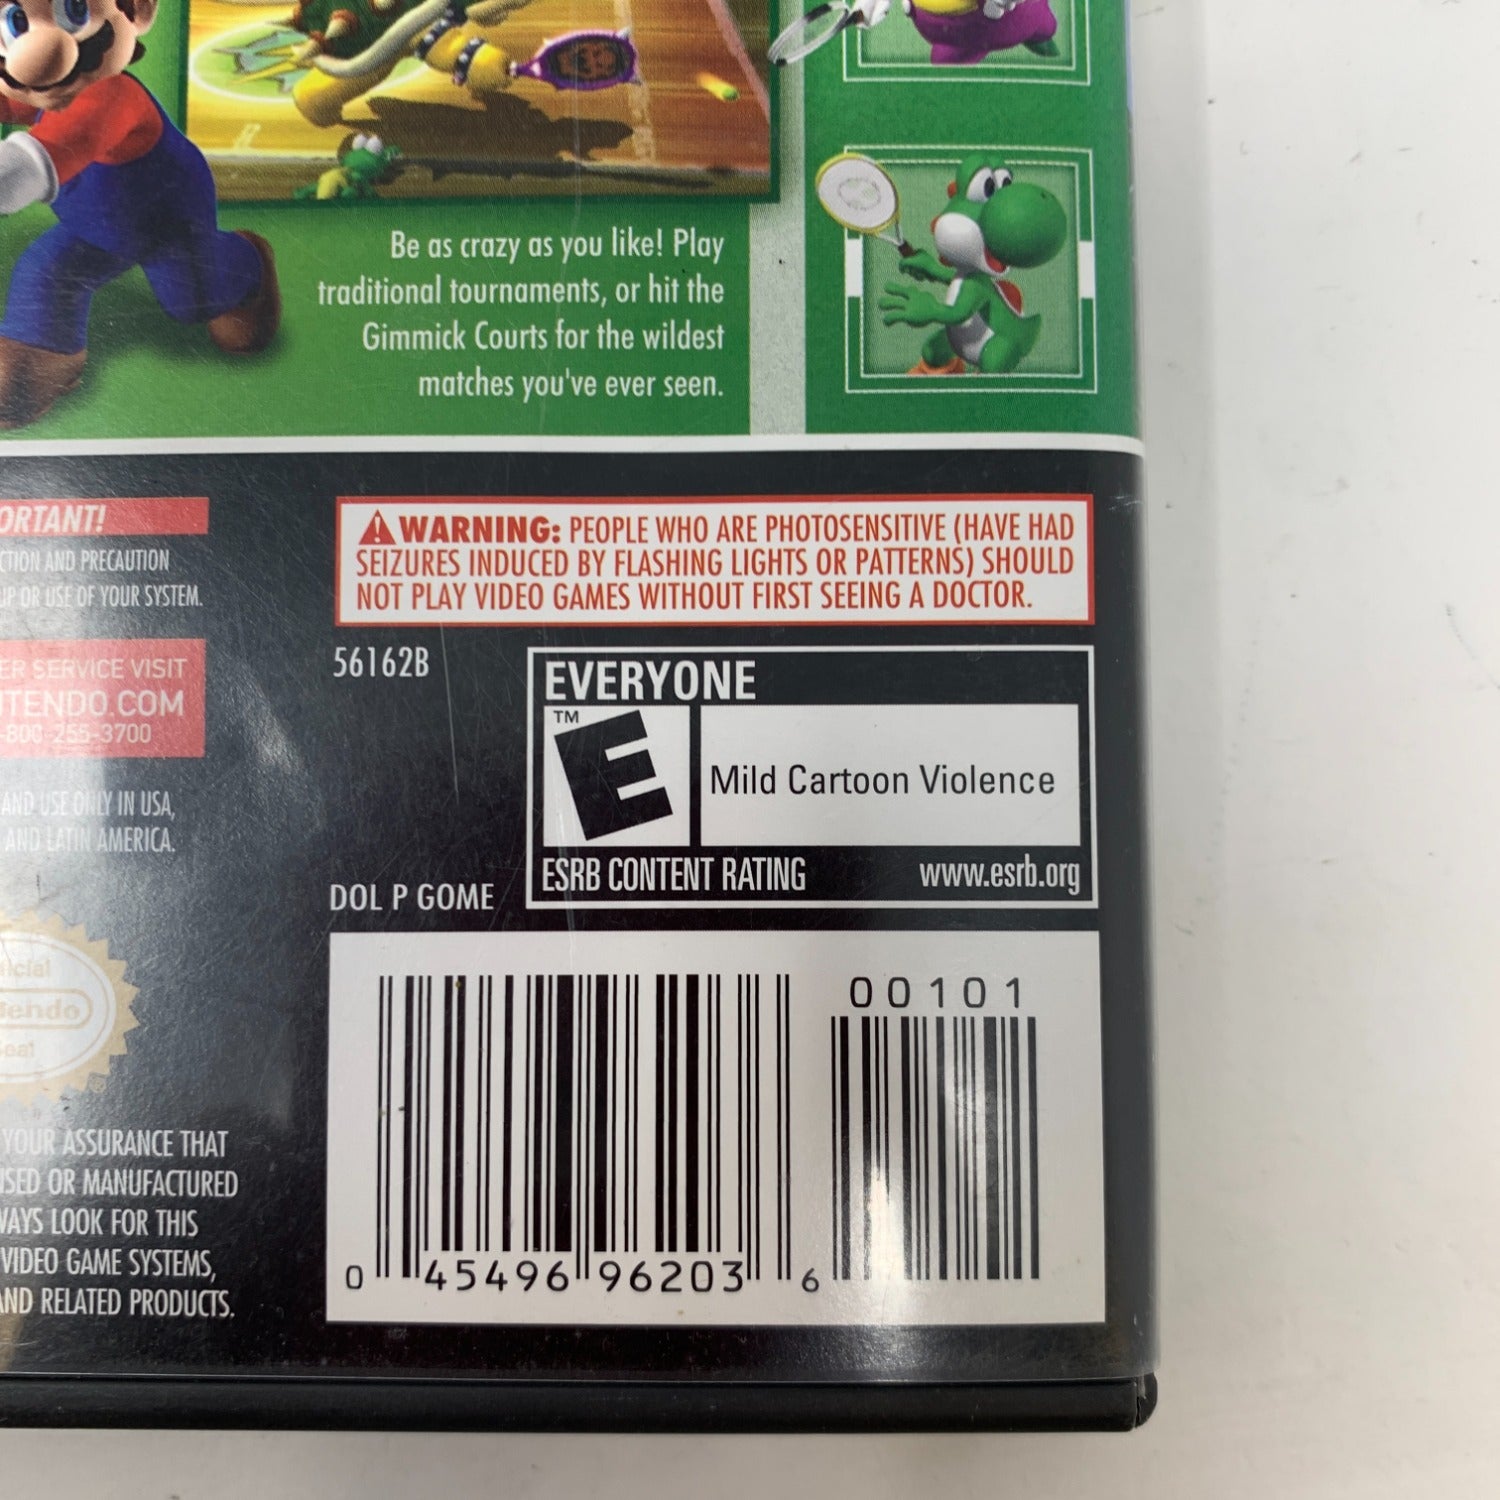 Be as crazy as you like! Play
traditional tournaments, or hit the
Gimmick Courts for the wildest
matches you've ever seen.
ORTANT!
CTION AND PRECAUTION
UP OR USE OF YOUR SYSTEM.
ER SERVICE VISIT
NTENDO.COM
-800 255-3700
AND USE ONLY IN USA,
AND LATIN AMERICA.
WARNING: PEOPLE WHO ARE PHOTOSENSITIVE (HAVE HAD
SEIZURES INDUCED BY FLASHING LIGHTS OR PATTERNS) SHOULD
NOT PLAY VIDEO GAMES WITHOUT FIRST SEEING A DOCTOR.
56162B
EVERYONE
TM
E
Mild Cartoon Violence
ESRB CONTENT RATING www.esrb.org
DOL P GOME
icial
tendo
Seal
YOUR ASSURANCE THAT
SED OR MANUFACTURED
WAYS LOOK FOR THIS
VIDEO GAME SYSTEMS,
AND RELATED PRODUCTS.
00101
0 45496 96203 6